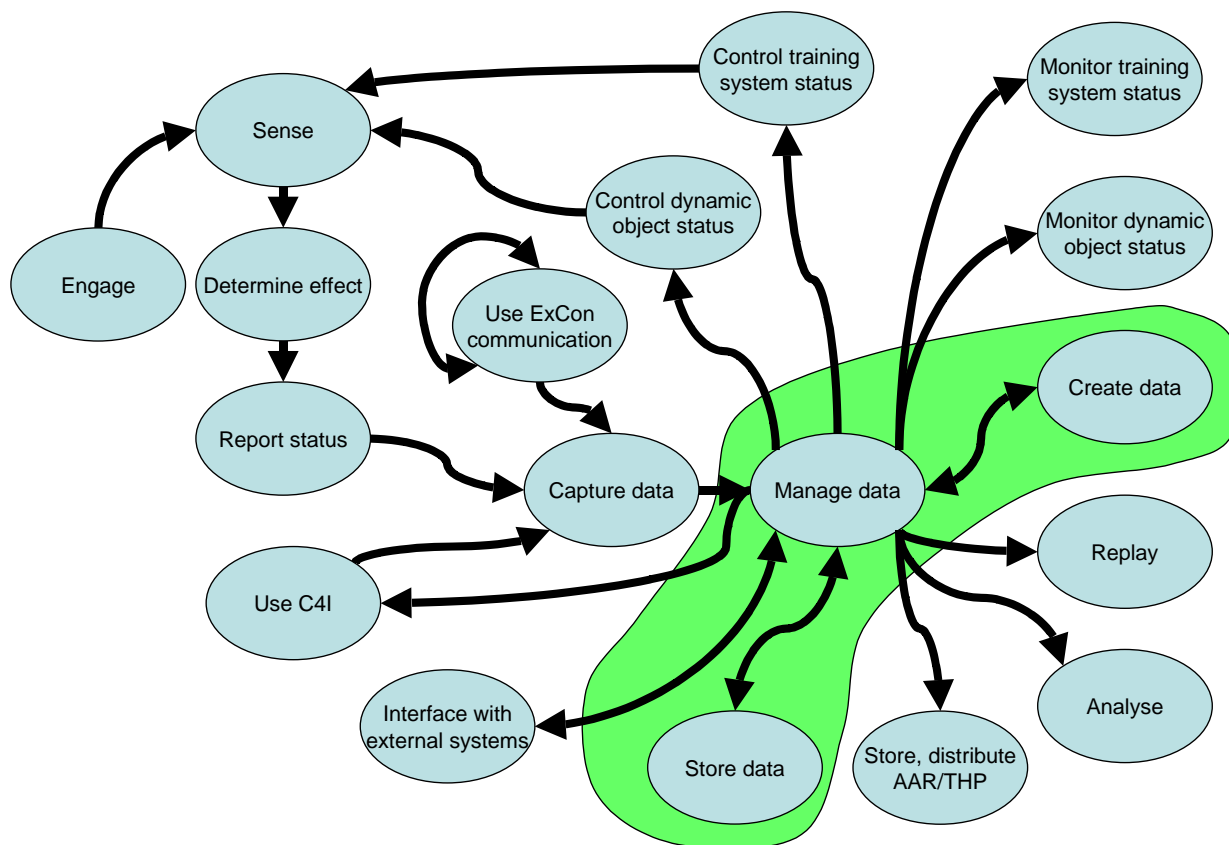 Control training
system status
Monitor training
system status
Sense
Control dynamic
object status
Monitor dynamic
object status
Engage
Determine effect
Use ExCon
communication
Create data
Report status
Capture data
Manage data
Replay
Use C4I
Interface with
external systems
Analyse
Store data
Store, distribute
AAR/THP